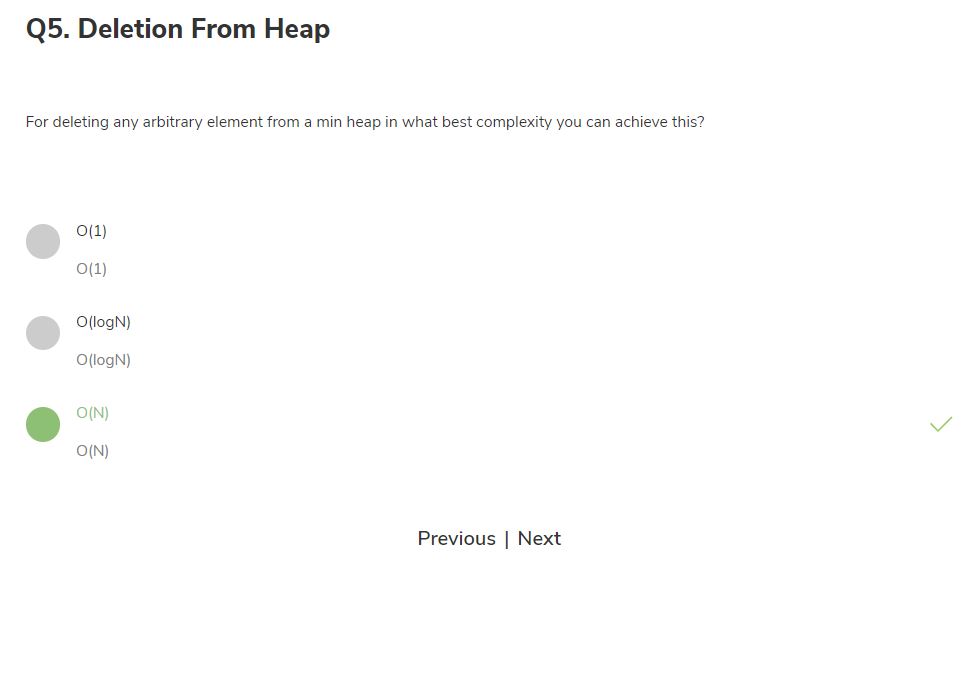 Q5. Deletion From Heap
For deleting any arbitrary element from a min heap in what best complexity you can achieve this?
O(1)
O(1)
O(logN)
O(logN)
O(N)
O(N)
Previous | Next